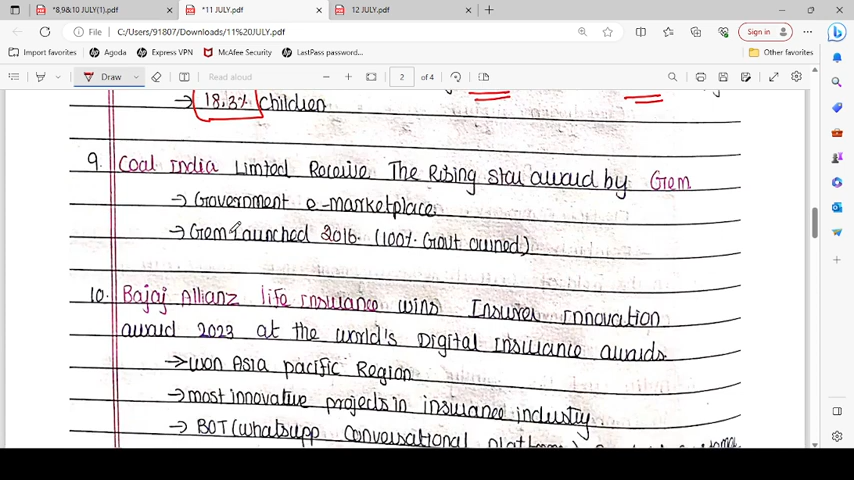 *8,9&10 JULY(1).pdf
*11 JULY.pdf
12 JULY.pdf
File
C:/Users/91807/Downloads/11%20JULY.pdf
Sign in
Import favorites
Agoda
Express VPN
McAfee Security
LastPass password...
Other favorites
Draw
Read aloud
2 of 4
→ 18.3% Children
9. Coal India Limted Receive The Rising Star award by Gem
→ Government e-marketplace
→ Gem launched 2016. (100% Govt owned)
10. Bajaj Allianz life insurance wins Insurer Innovation
award 2023 at the world's Digital Insurance awards.
→ won Asia pacific Region
→ most innovative projects in insurance industry.
→ BOT (whatsupp conversational